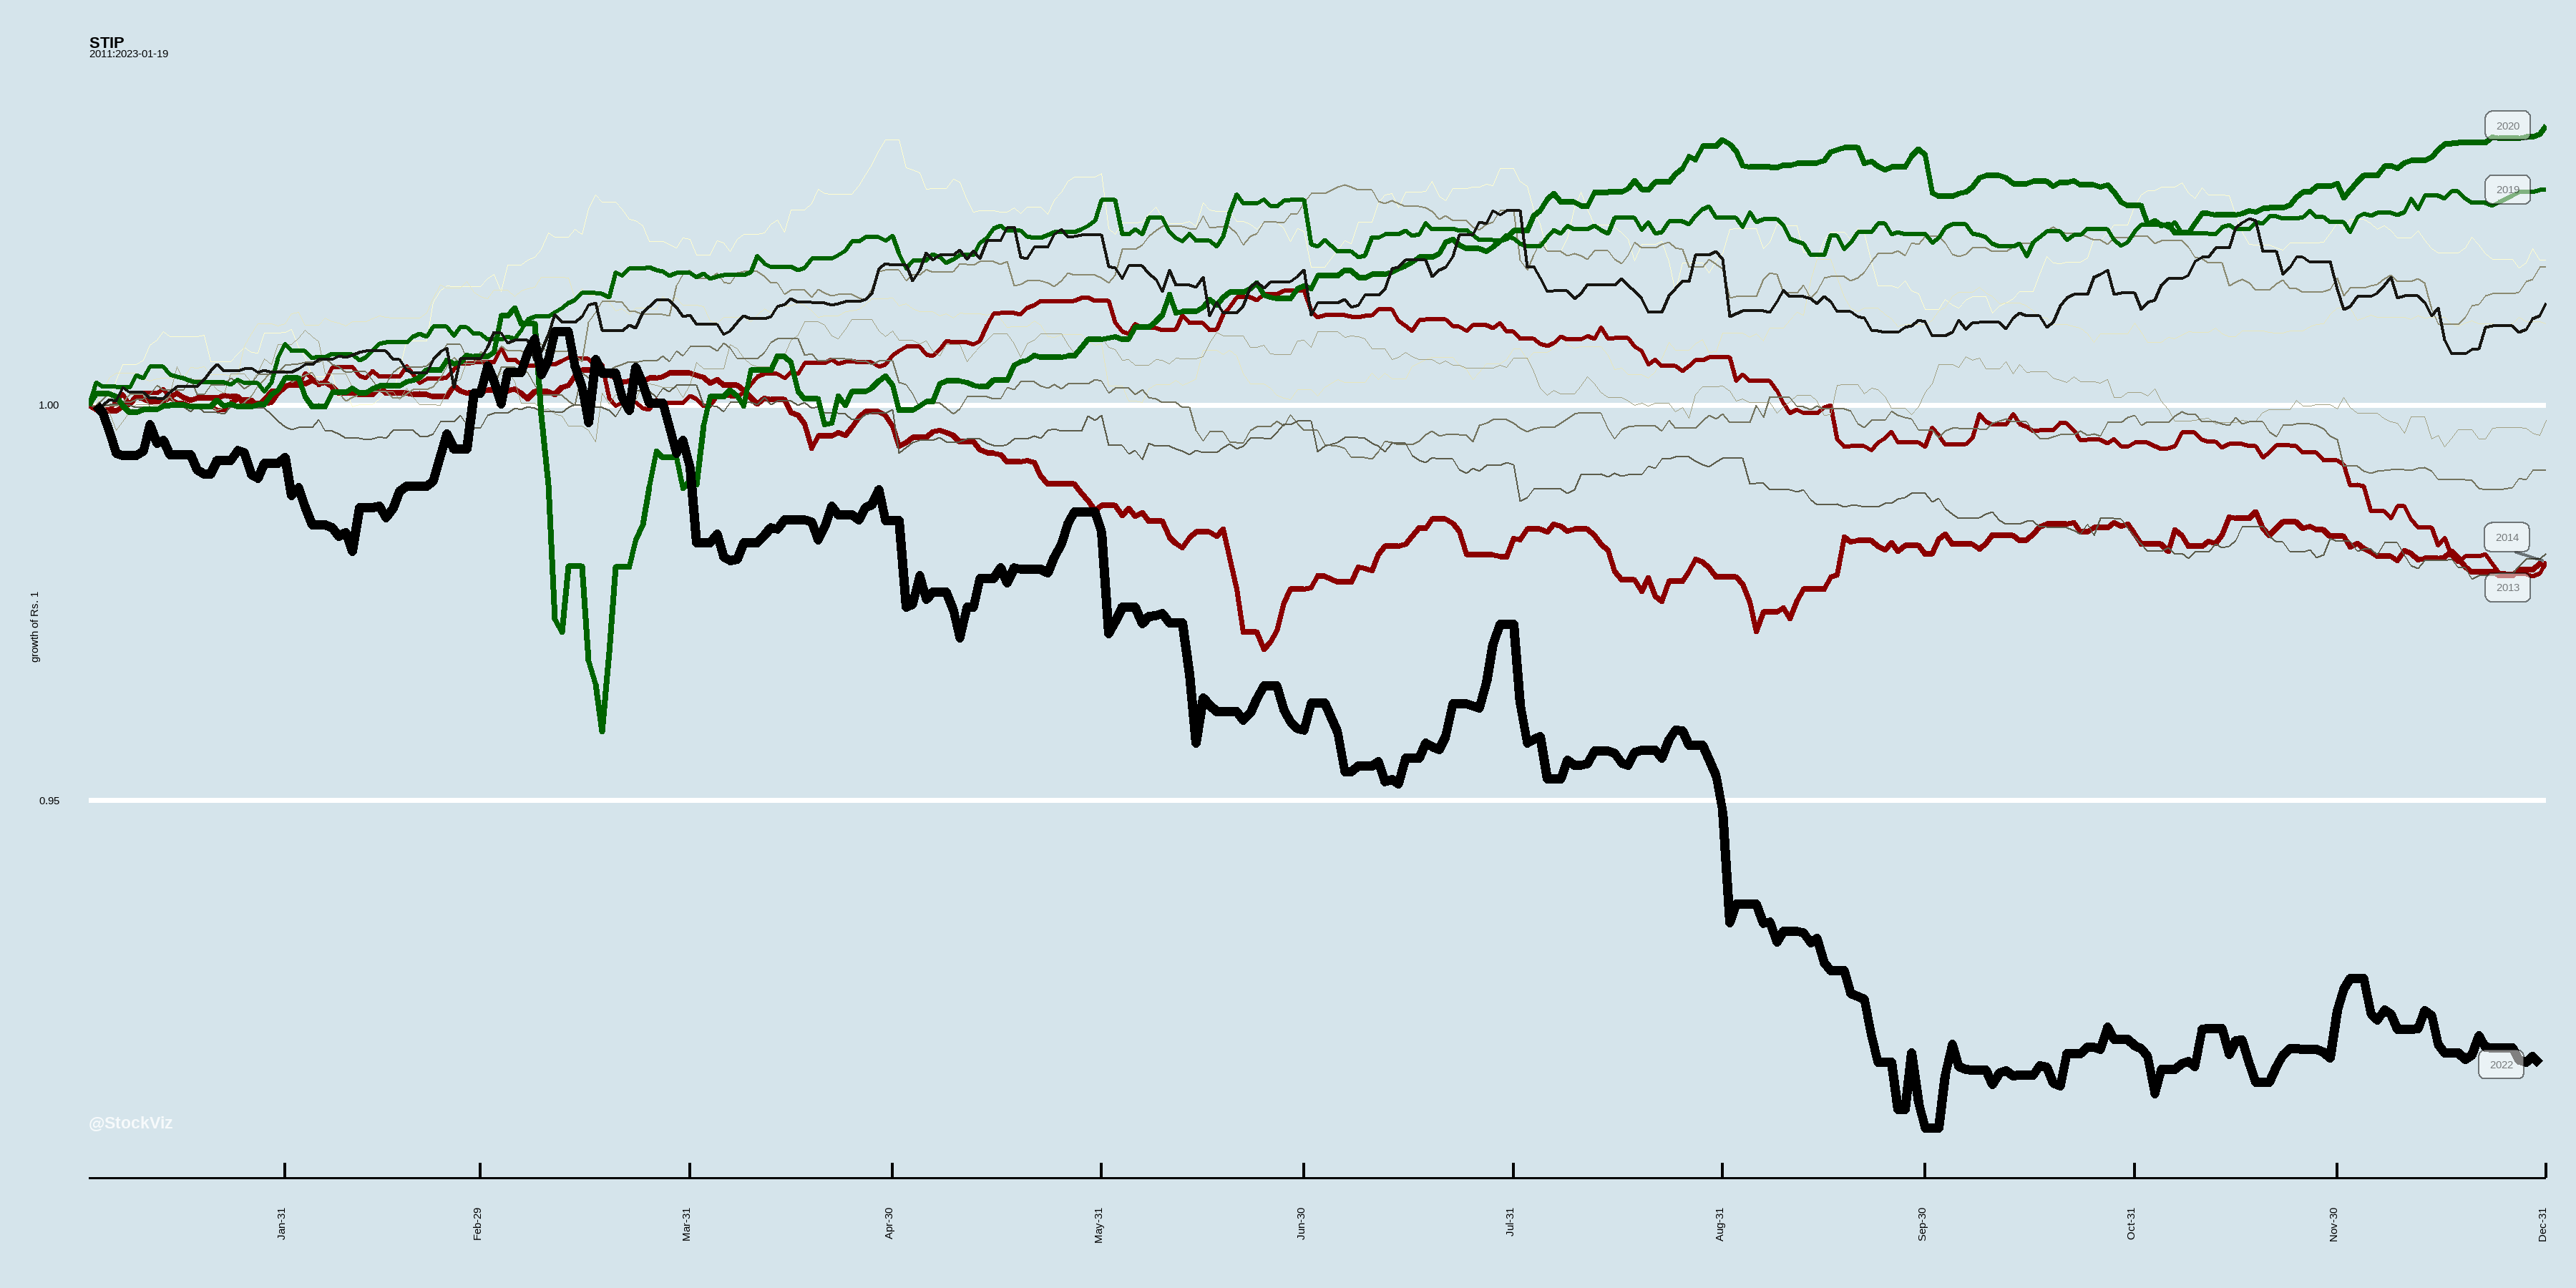 STIP
2011:2023-01-19
2020
2019
1.00
2014
2013
growth of Rs. 1
0.95
2022
@StockViz
Jan-31
Feb-29
Mar-31
Apr-30
May-31
Jun-30
Jul-31
Aug-31
Sep-30
Oct-31
Nov-30
Dec-31